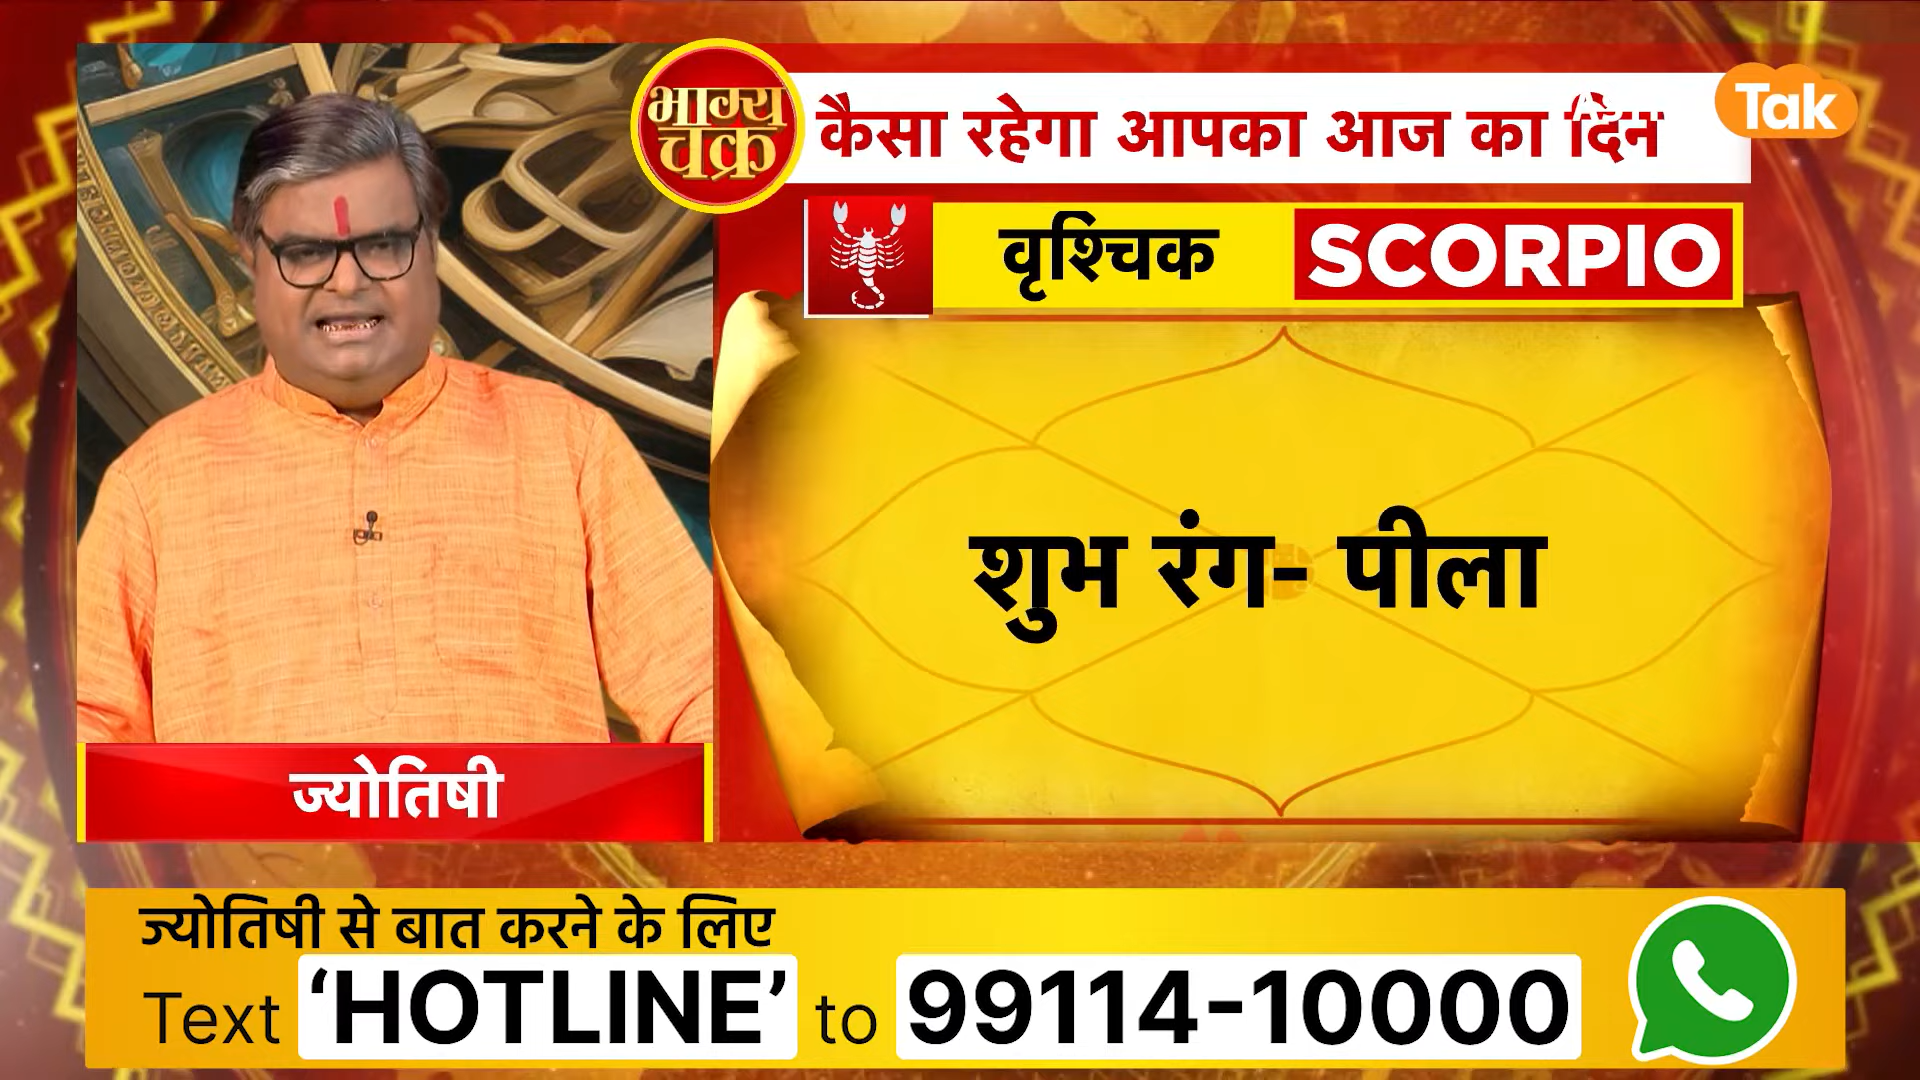 भाग्य चक्र
कैसा रहेगा आपका आज का दिन
Tak
वृश्चिक SCORPIO
शुभ रंग- पीला
ज्योतिषी
ज्योतिषी से बात करने के लिए
Text ‘HOTLINE’ to 99114-10000